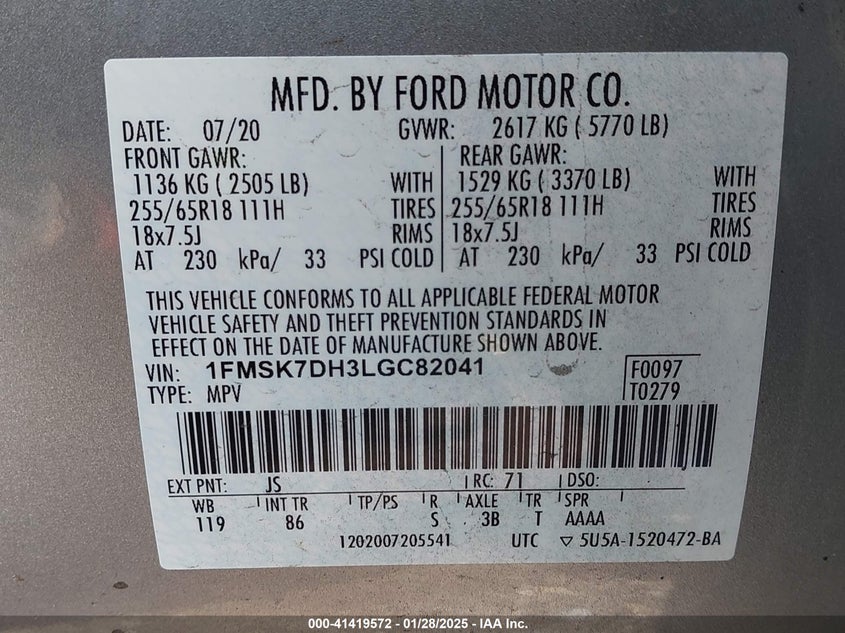 MFD. BY FORD MOTOR CO.
DATE: 07/20 GVWR: 2617 KG ( 5770 LB)
FRONT GAWR: REAR GAWR:
1136 KG ( 2505 LB) WITH 1529 KG ( 3370 LB) WITH
255/65R18 111H TIRES 255/65R18 111H TIRES
18x7.5J RIMS 18x7.5J RIMS
AT 230 kPa/ 33 PSI COLD AT 230 kPa/ 33 PSI COLD
THIS VEHICLE CONFORMS TO ALL APPLICABLE FEDERAL MOTOR
VEHICLE SAFETY AND THEFT PREVENTION STANDARDS IN
EFFECT ON THE DATE OF MANUFACTURE SHOWN ABOVE.
VIN: 1FMSK7DH3LGC82041 F0097
TYPE: MPV T0279
EXT PNT: JS RC: 71 DSO:
WB INT TR TP/PS R AXLE TR SPR
119 86 S 3B T AAAA
1202007205541 UTC ▽ 5U5A-1520472-BA
000-41419572 — 01/28/2025 — IAA Inc.